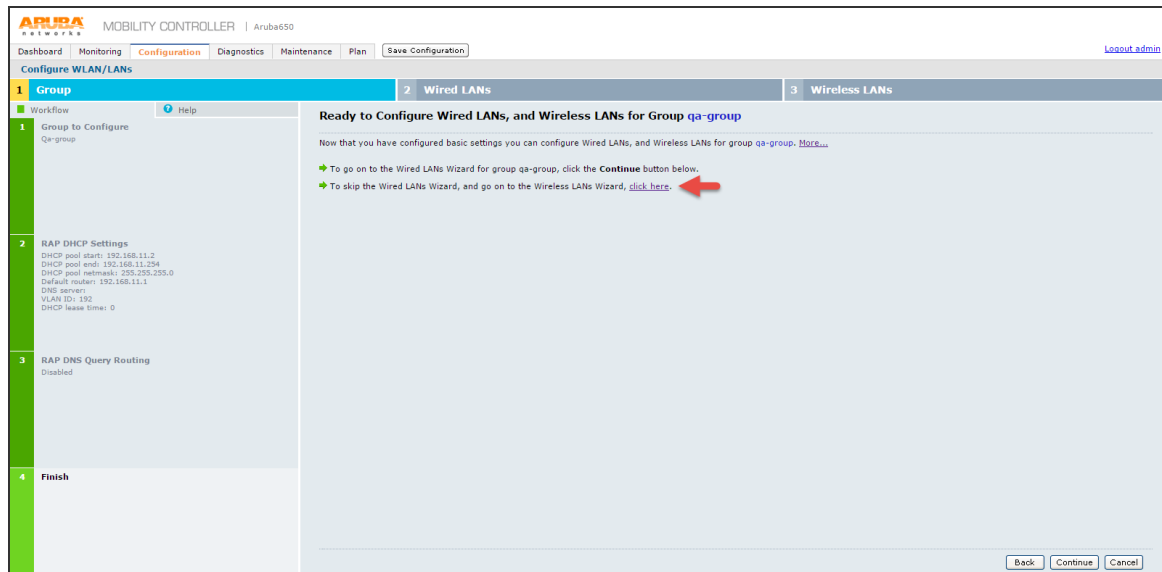 ARUBA networks MOBILITY CONTROLLER | Aruba650
Dashboard Monitoring Configuration Diagnostics Maintenance Plan Save Configuration Logout admin
Configure WLAN/LANs
1 Group 2 Wired LANs 3 Wireless LANs
Workflow ? Help
1 Group to Configure
Qa-group
Ready to Configure Wired LANs, and Wireless LANs for Group qa-group
Now that you have configured basic settings you can configure Wired LANs, and Wireless LANs for group qa-group. More...
To go on to the Wired LANs Wizard for group qa-group, click the Continue button below.
To skip the Wired LANs Wizard, and go on to the Wireless LANs Wizard, click here.
2 RAP DHCP Settings
DHCP pool start: 192.168.11.2
DHCP pool end: 192.168.11.254
DHCP pool netmask: 255.255.255.0
Default router: 192.168.11.1
DNS server:
VLAN ID: 192
DHCP lease time: 0
3 RAP DNS Query Routing
Disabled
4 Finish
Back Continue Cancel